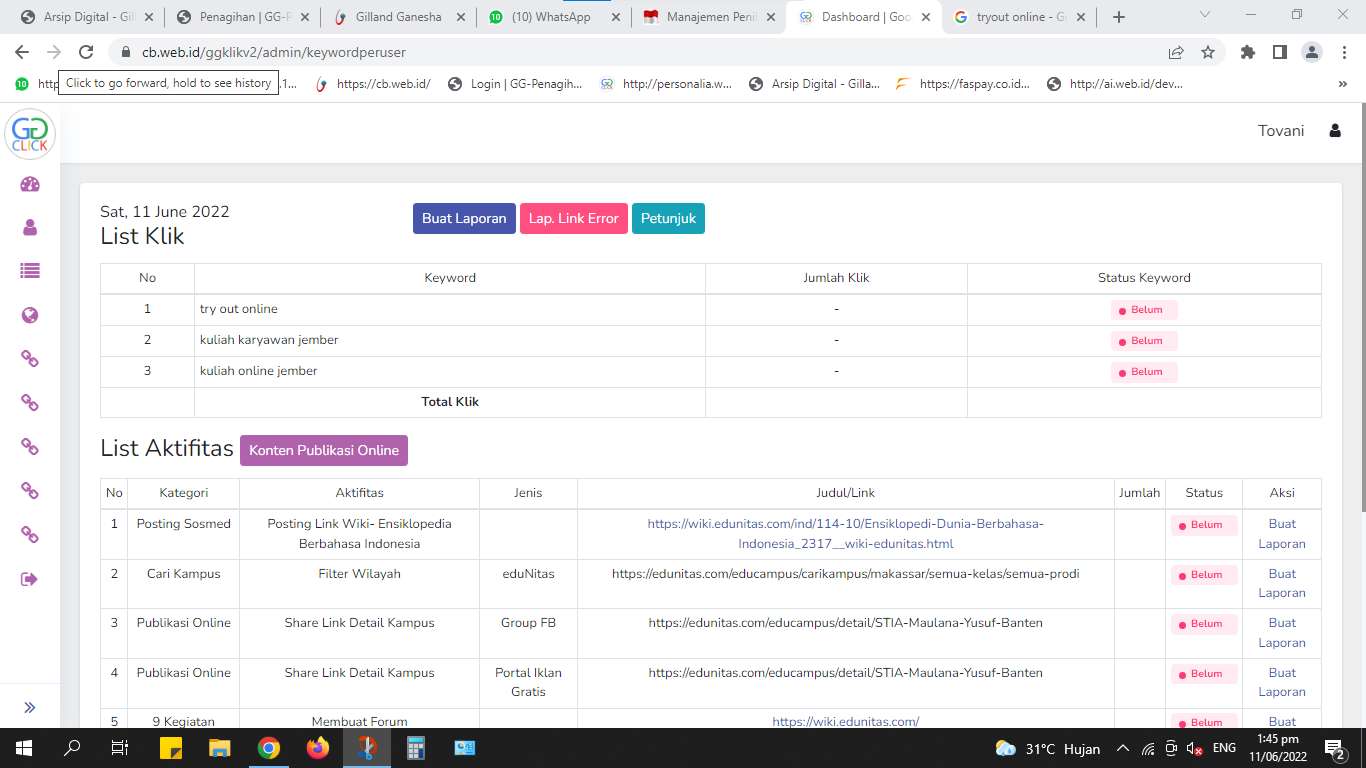 Arsip Digital - Gill
Penagihan | GG-P
Gilland Ganesha
(10) WhatsApp
Manajemen Peni
Dashboard | Goo
tryout online - G
cb.web.id/ggklikv2/admin/keywordperuser
Click to go forward, hold to see history
https://cb.web.id/
Login | GG-Penagih...
http://personalia.w...
Arsip Digital - Gilla...
https://faspay.co.id...
http://ai.web.id/dev...
GG CLICK
Tovani
Sat, 11 June 2022
List Klik
Buat Laporan
Lap. Link Error
Petunjuk
No Keyword Jumlah Klik Status Keyword
1 try out online - Belum
2 kuliah karyawan jember - Belum
3 kuliah online jember - Belum
Total Klik
List Aktifitas Konten Publikasi Online
No Kategori Aktifitas Jenis Judul/Link Jumlah Status Aksi
1 Posting Sosmed Posting Link Wiki- Ensiklopedia https://wiki.edunitas.com/ind/114-10/Ensiklopedi-Dunia-Berbahasa- Belum Buat
Berbahasa Indonesia Indonesia_2317__wiki-edunitas.html Laporan
2 Cari Kampus Filter Wilayah eduNitas https://edunitas.com/educampus/carikampus/makassar/semua-kelas/semua-prodi Belum Buat
Laporan
3 Publikasi Online Share Link Detail Kampus Group FB https://edunitas.com/educampus/detail/STIA-Maulana-Yusuf-Banten Belum Buat
Laporan
4 Publikasi Online Share Link Detail Kampus Portal Iklan https://edunitas.com/educampus/detail/STIA-Maulana-Yusuf-Banten Belum Buat
Gratis Laporan
5 9 Kegiatan Membuat Forum https://wiki.edunitas.com/ Belum Buat
31°C Hujan
ENG
1:45 pm
11/06/2022
2